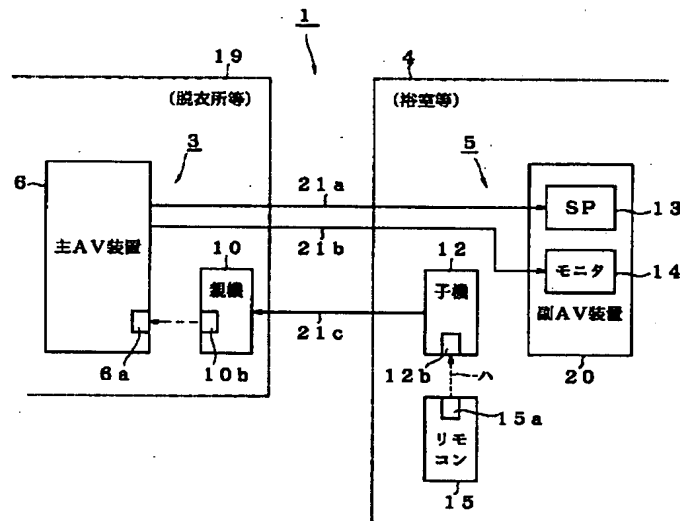 1
19
4
(脱衣所等)
(浴室等)
3
5
6
21a
SP
13
21b
主AV装置
10
12
モニタ
14
親機
子機
21c
副AV装置
6a
10b
12b
ハ
20
15a
リモ
コン
15